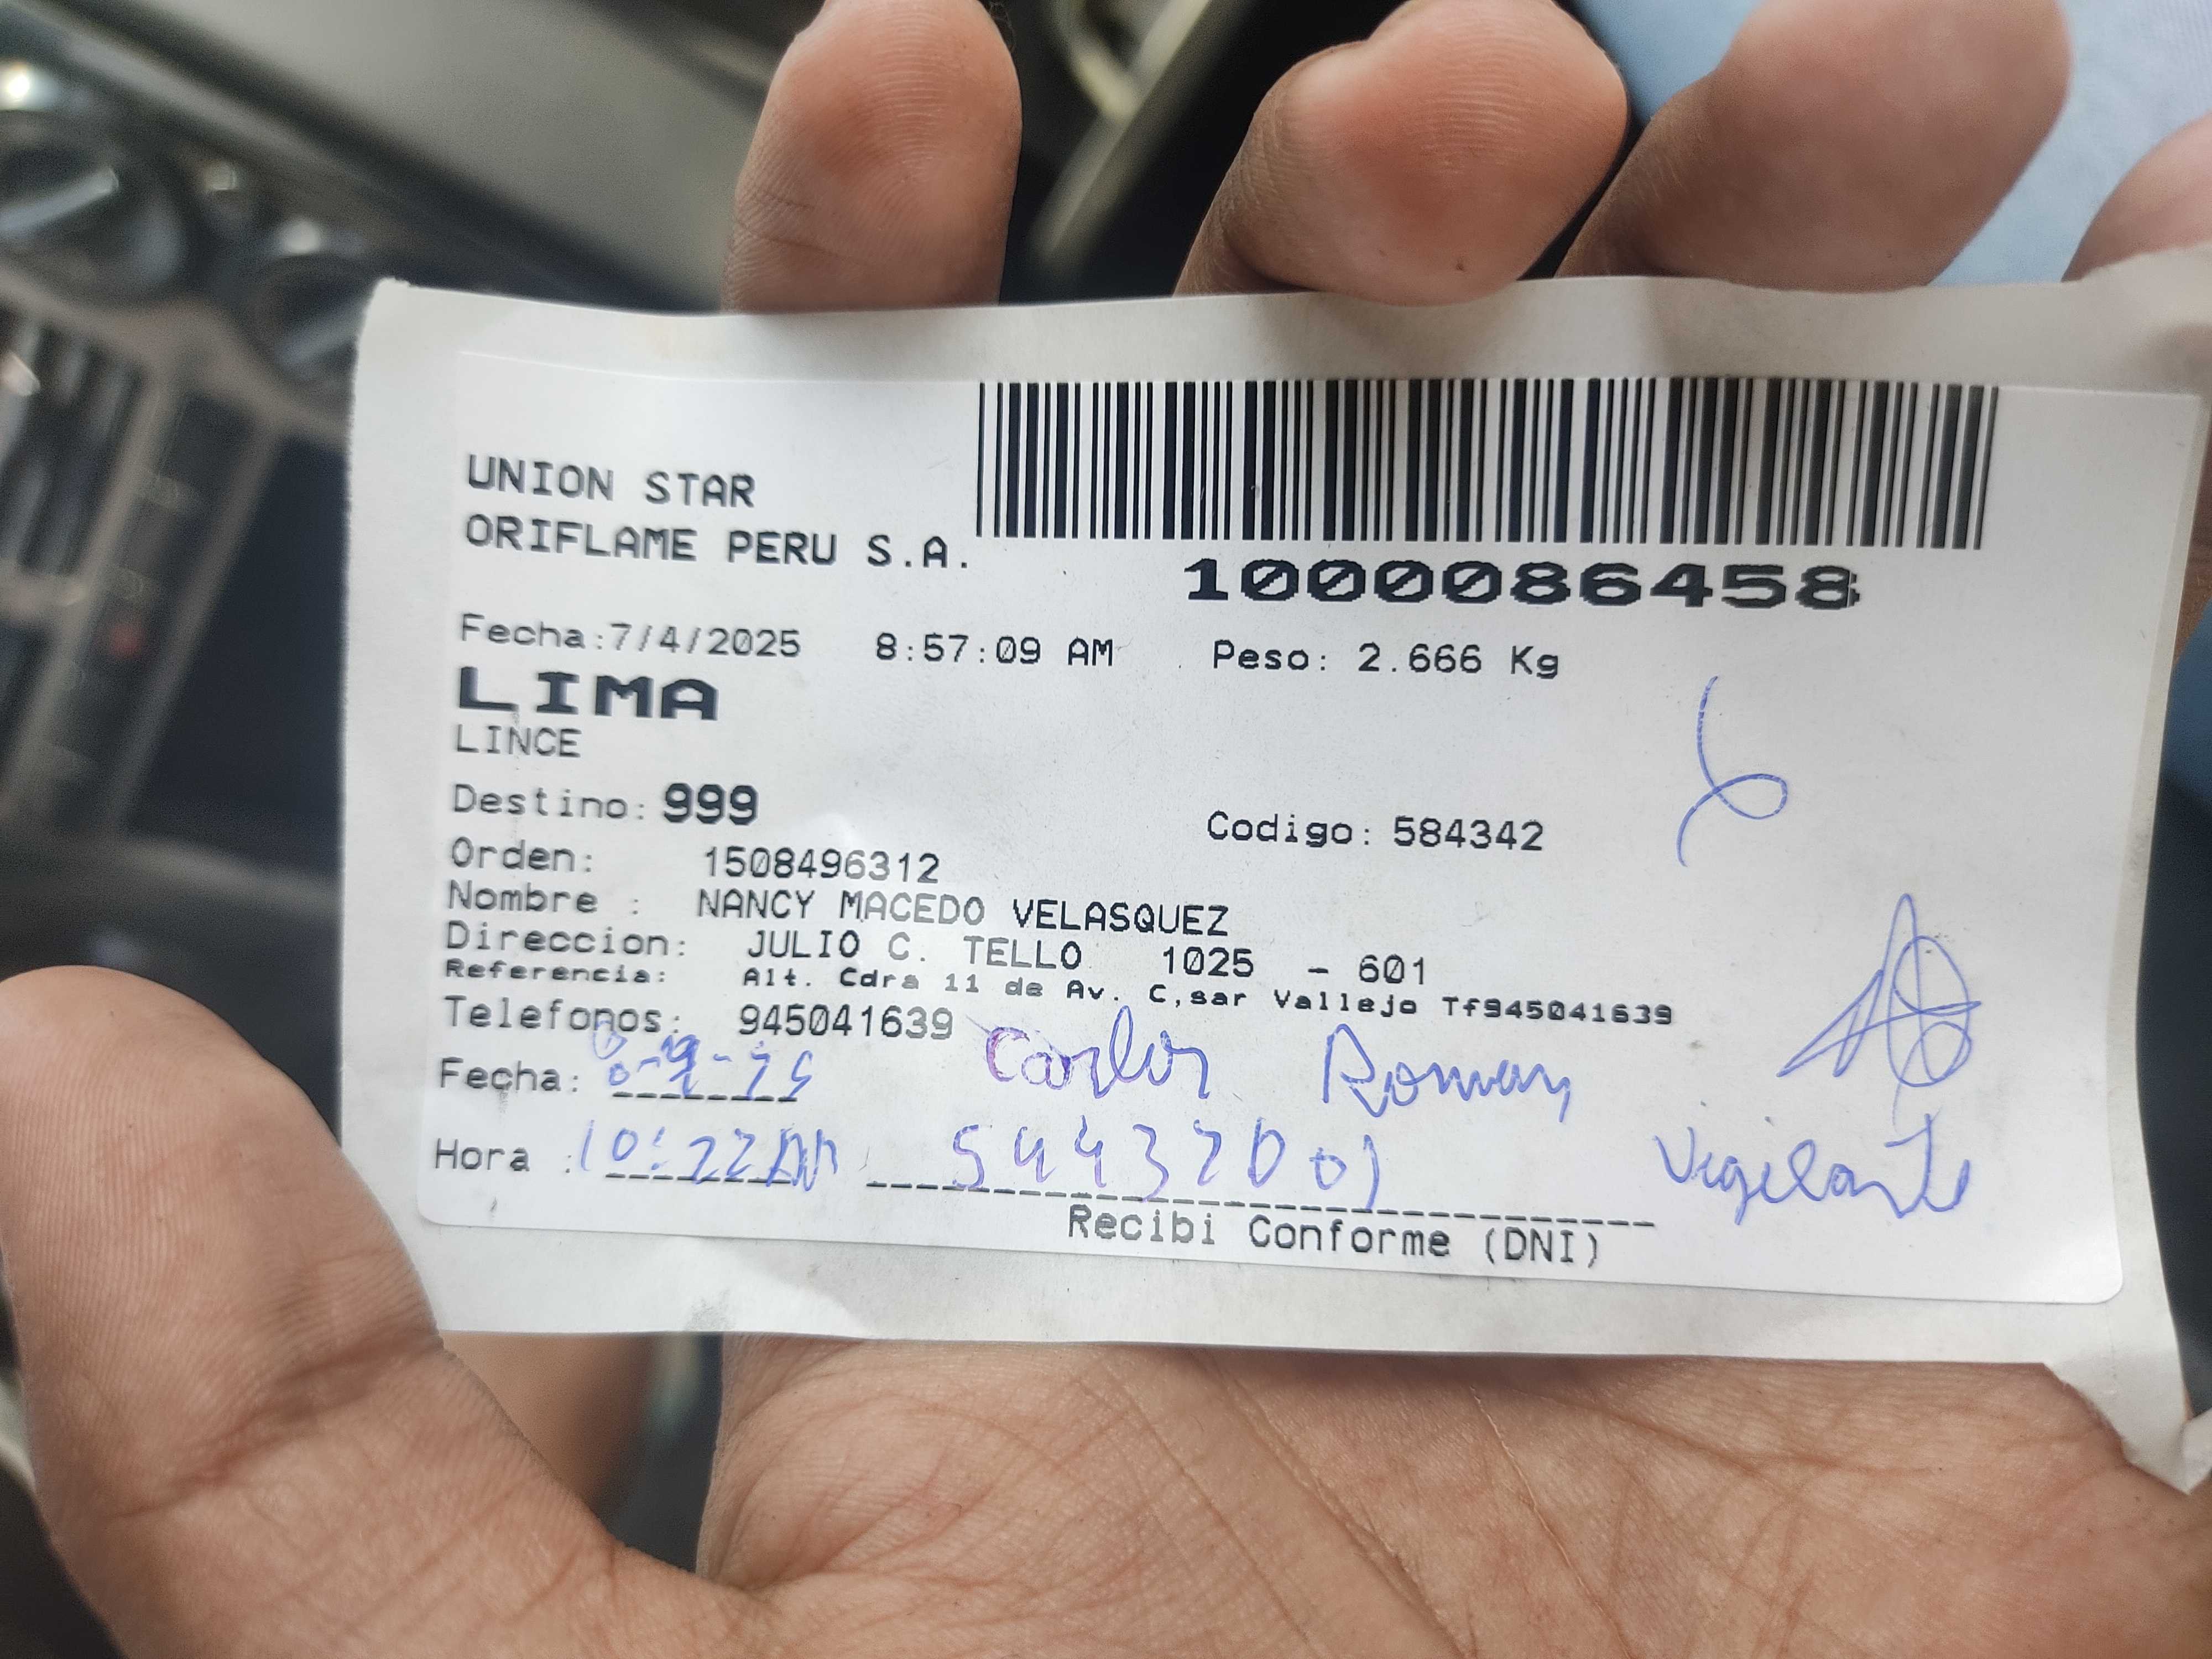 UNION STAR
ORIFLAME PERU S.A.
1000086458
Fecha:7/4/2025 8:57:09 AM Peso: 2.666 Kg
LIMA
LINCE
Destino: 999 Codigo: 584342
Orden: 1508496312
Nombre : NANCY MACEDO VELASQUEZ
Direccion: JULIO C. TELLO 1025 - 601
Referencia: Alt. Cdra 11 de Av. C,sar Vallejo Tf945041639
Telefonos: 945041639
Carlos Roman
Fecha:
Hora : 10:22AM Vigilante
Recibi Conforme (DNI)